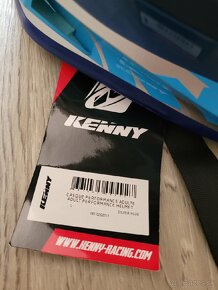 KENNY
CASQUE PERFORMANCE ADULTE
ADULT PERFORMANCE HELMET
L
WWW.KENNY-RACING.COM
KENNY